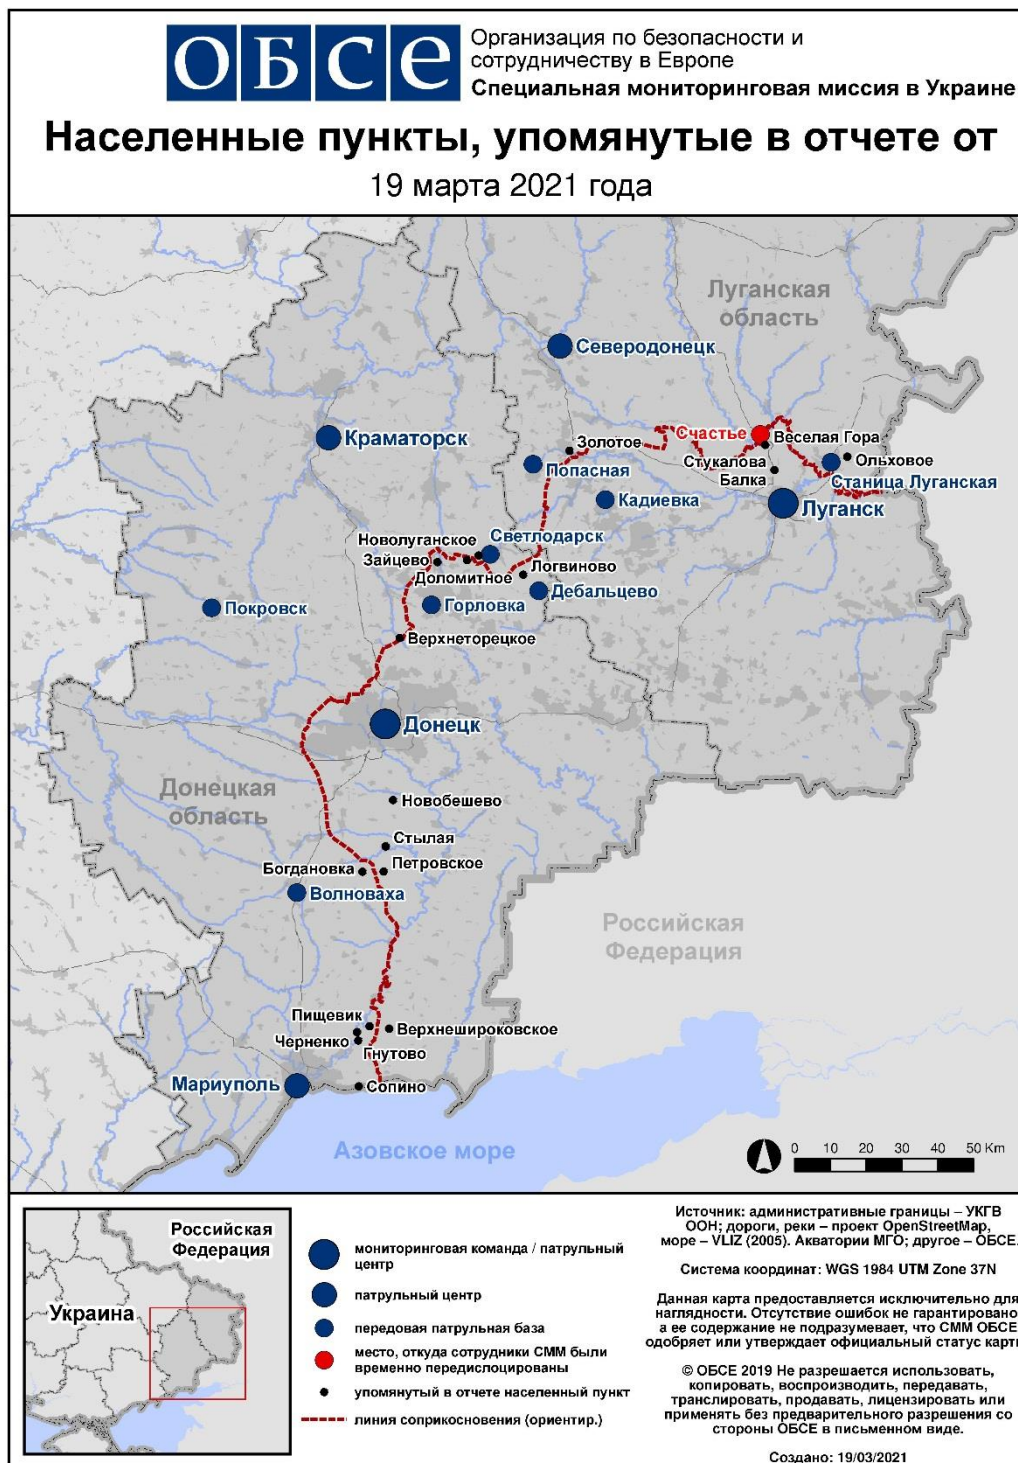 ОБСЕ
Организация по безопасности и
сотрудничеству в Европе
Специальная мониторинговая миссия в Украине
Населенные пункты, упомянутые в отчете от
19 марта 2021 года
Луганская
область
Северодонецк
Счастье
Краматорск
Золотое
Веселая Гора
Попасная
Стукалова
Балка
Ольховое
Станица Луганская
Кадиевка
Луганск
Новолуганское
Светлодарск
Зайцево
Доломитное
Логвиново
Дебальцево
Покровск
Горловка
Верхнеторецкое
Донецк
Донецкая
область
Новобешево
Стылая
Богдановка
Петровское
Волноваха
Российская
Федерация
Пищевик
Верхнешироковское
Черненко
Гнутово
Мариуполь
Сопино
Азовское море
0 10 20 30 40 50 Km
Российская
Федерация
Украина
мониторинговая команда / патрульный
центр
патрульный центр
передовая патрульная база
место, откуда сотрудники СММ были
временно передислоцированы
упомянутый в отчете населенный пункт
линия соприкосновения (ориентир.)
Источник: административные границы – УКГВ
ООН; дороги, реки – проект OpenStreetMap,
море – VLIZ (2005). Акватории МГО; другое – ОБСЕ.
Система координат: WGS 1984 UTM Zone 37N
Данная карта предоставляется исключительно для
наглядности. Отсутствие ошибок не гарантировано
а ее содержание не подразумевает, что СММ ОБСЕ
одобряет или утверждает официальный статус карт
© ОБСЕ 2019 Не разрешается использовать,
копировать, воспроизводить, передавать,
транслировать, продавать, лицензировать или
применять без предварительного разрешения со
стороны ОБСЕ в письменном виде.
Создано: 19/03/2021